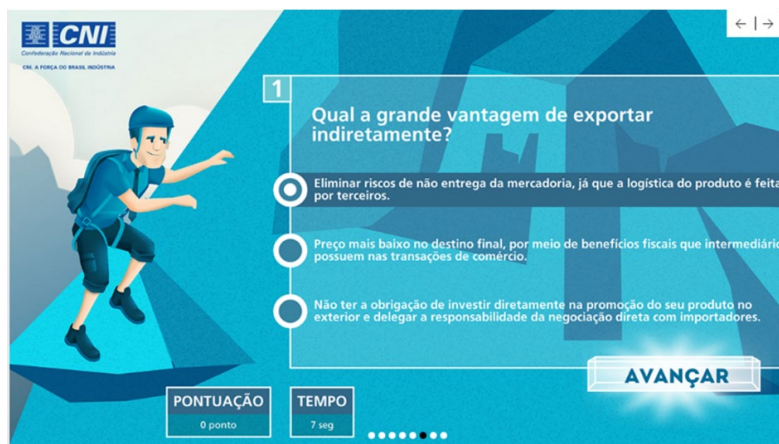 CNI
Confederação Nacional da Indústria
CNI. A FORÇA DO BRASIL INDÚSTRIA
← | →
1
Qual a grande vantagem de exportar
indiretamente?
Eliminar riscos de não entrega da mercadoria, já que a logística do produto é feita
por terceiros.
Preço mais baixo no destino final, por meio de benefícios fiscais que
possuem nas transações de comércio.
Não ter a obrigação de investir diretamente na promoção do seu produto no
exterior e delegar a responsabilidade da negociação direta com importadores.
AVANÇAR
PONTUAÇÃO
0 ponto
TEMPO
7 seg